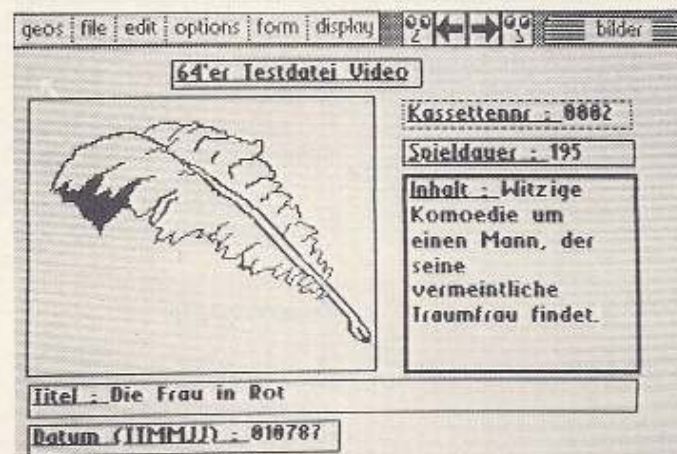 geos file edit options form display bilder
64'er Testdatei Video
Kassettennr : 0002
Spieldauer : 195
Inhalt : Witzige
Komoedie um
einen Mann, der
seine
vermeintliche
Traumfrau findet.
Titel : Die Frau in Rot
Datum (TTMMJJ) : 010787